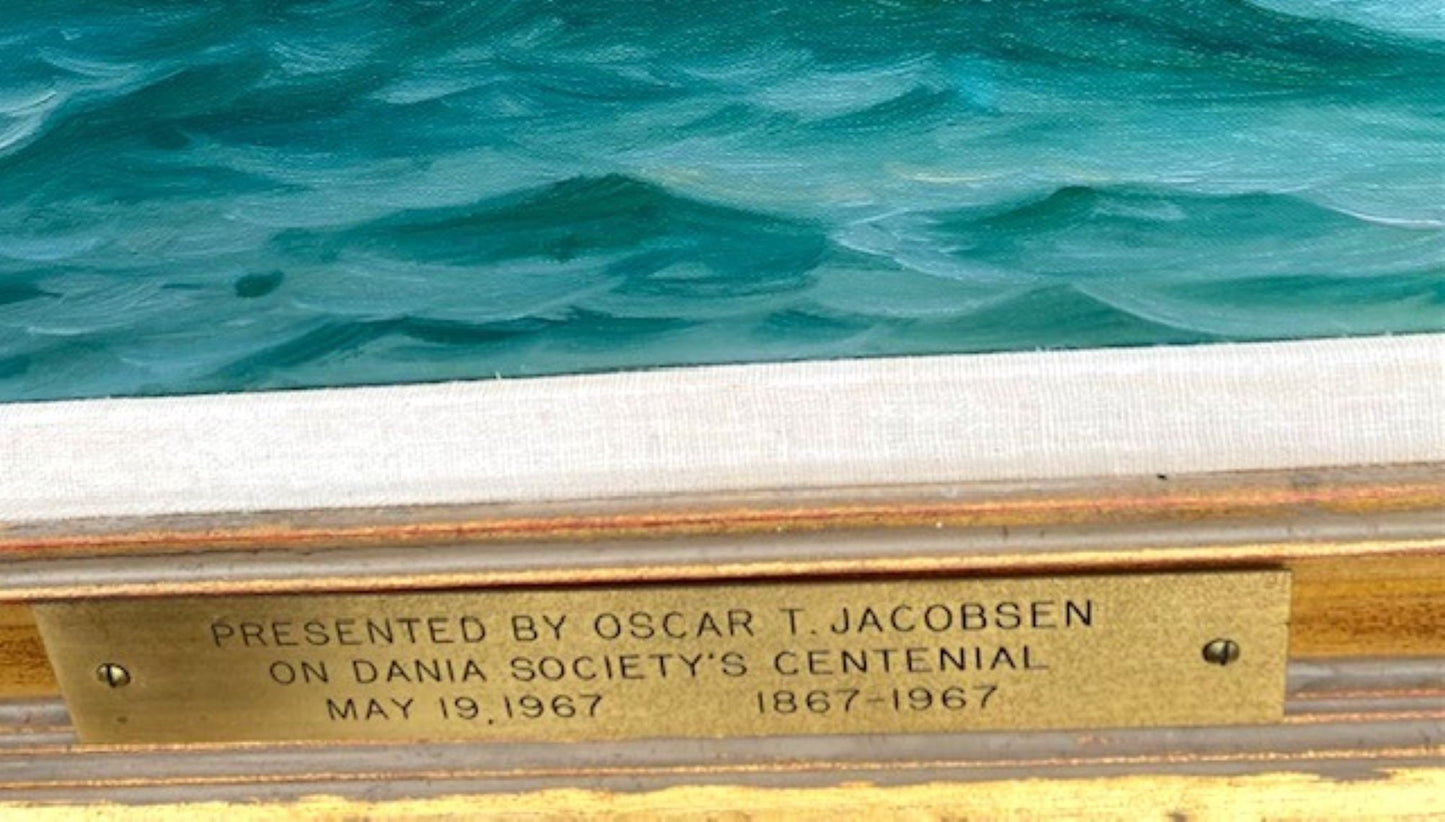 PRESENTED BY OSCAR T. JACOBSEN
ON DANIA SOCIETY'S CENTENIAL
MAY 19, 1967 1867-1967